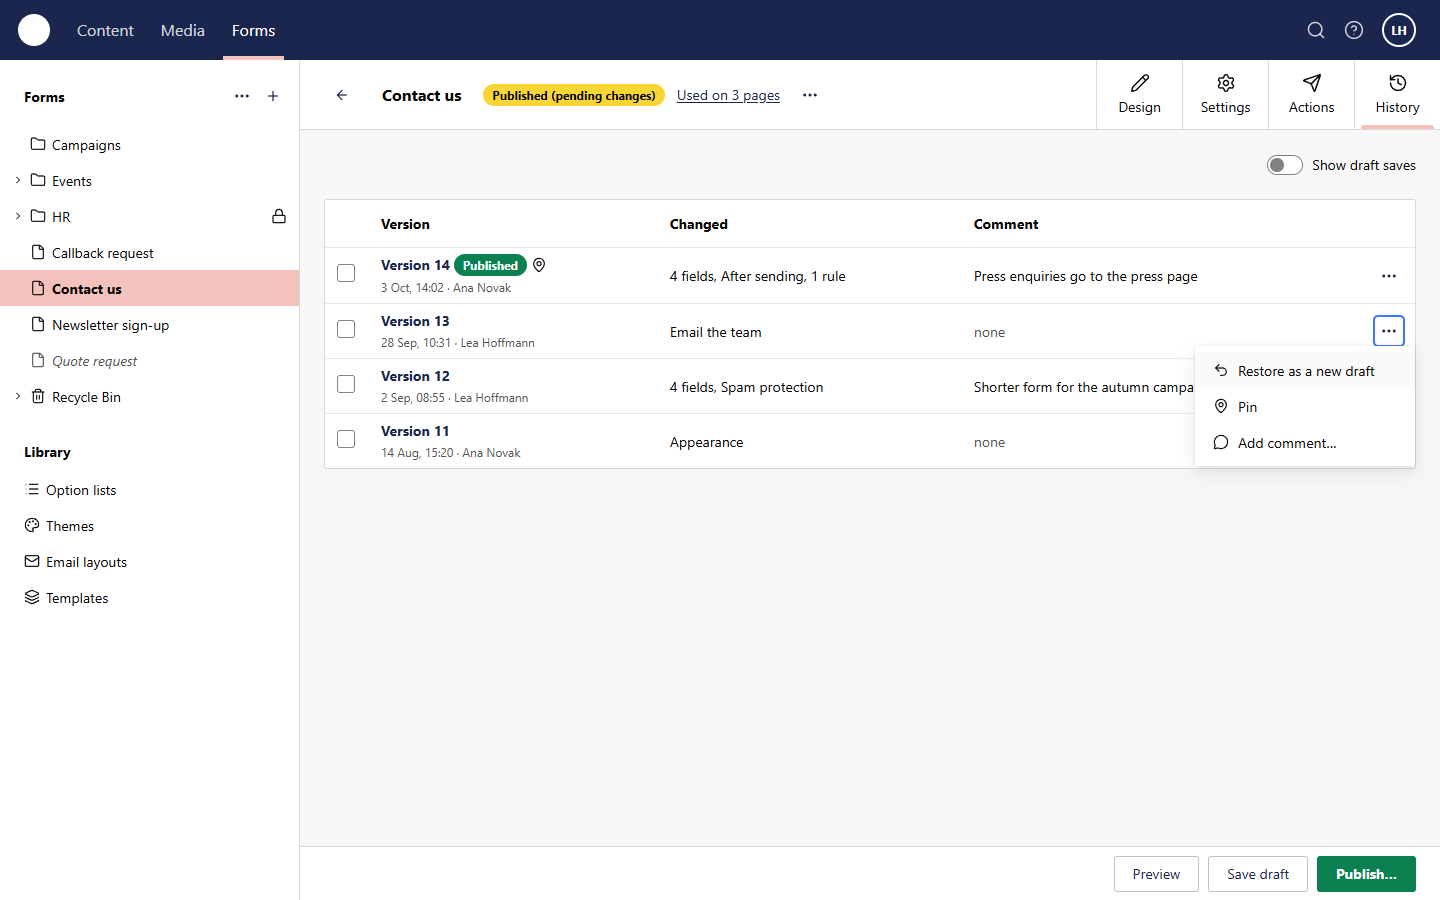 Content Media Forms LH
Forms
Campaigns
Events
HR
Callback request
Contact us
Newsletter sign-up
Quote request
Recycle Bin
Library
Option lists
Themes
Email layouts
Templates
Contact us Published (pending changes) Used on 3 pages
Design Settings Actions History
Show draft saves
Version Changed Comment
Version 14 Published
3 Oct, 14:02 · Ana Novak
4 fields, After sending, 1 rule
Press enquiries go to the press page
Version 13
28 Sep, 10:31 · Lea Hoffmann
Email the team
none
Version 12
2 Sep, 08:55 · Lea Hoffmann
4 fields, Spam protection
Shorter form for the autumn campa
Version 11
14 Aug, 15:20 · Ana Novak
Appearance
none
Restore as a new draft
Pin
Add comment...
Preview Save draft Publish...